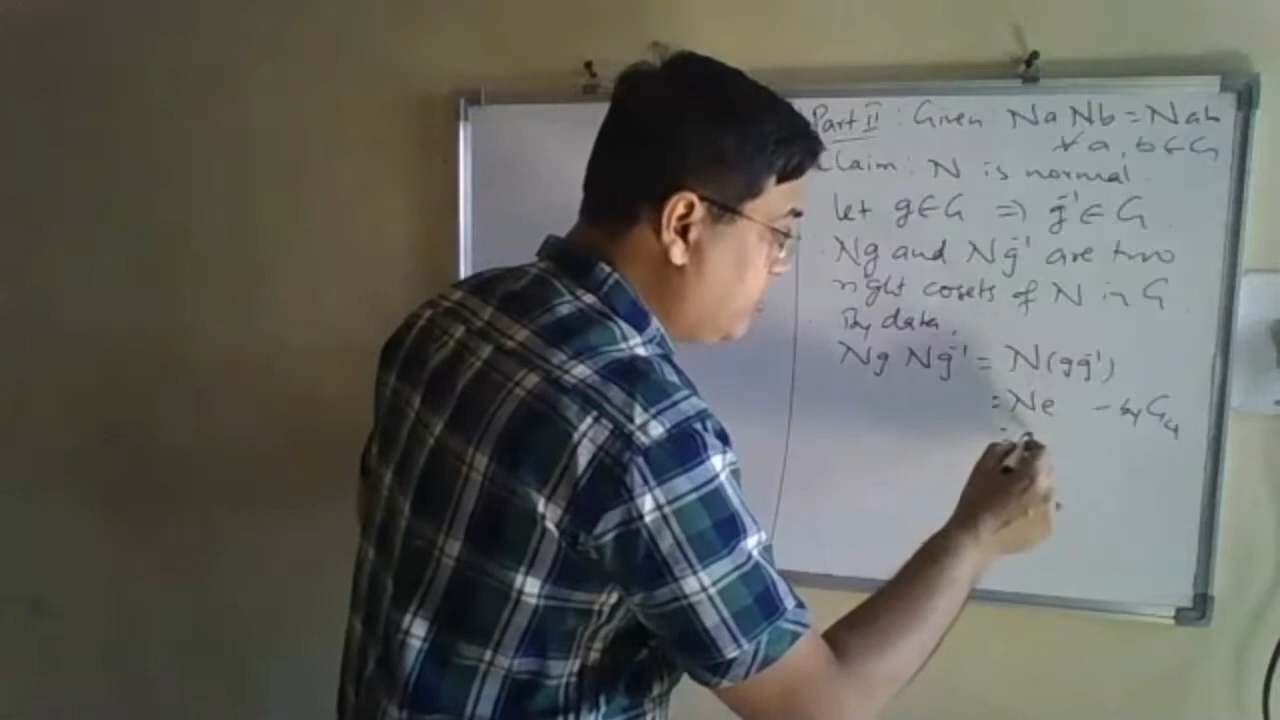 Part II : Given NaNb = Nab
∀ a, b ∈ G
Claim : N is normal
let g ∈ G ⇒ g⁻¹ ∈ G
Ng and Ng⁻¹ are two
right cosets of N in G
By data,
Ng Ng⁻¹ = N(gg⁻¹)
= Ne - by G₄
=